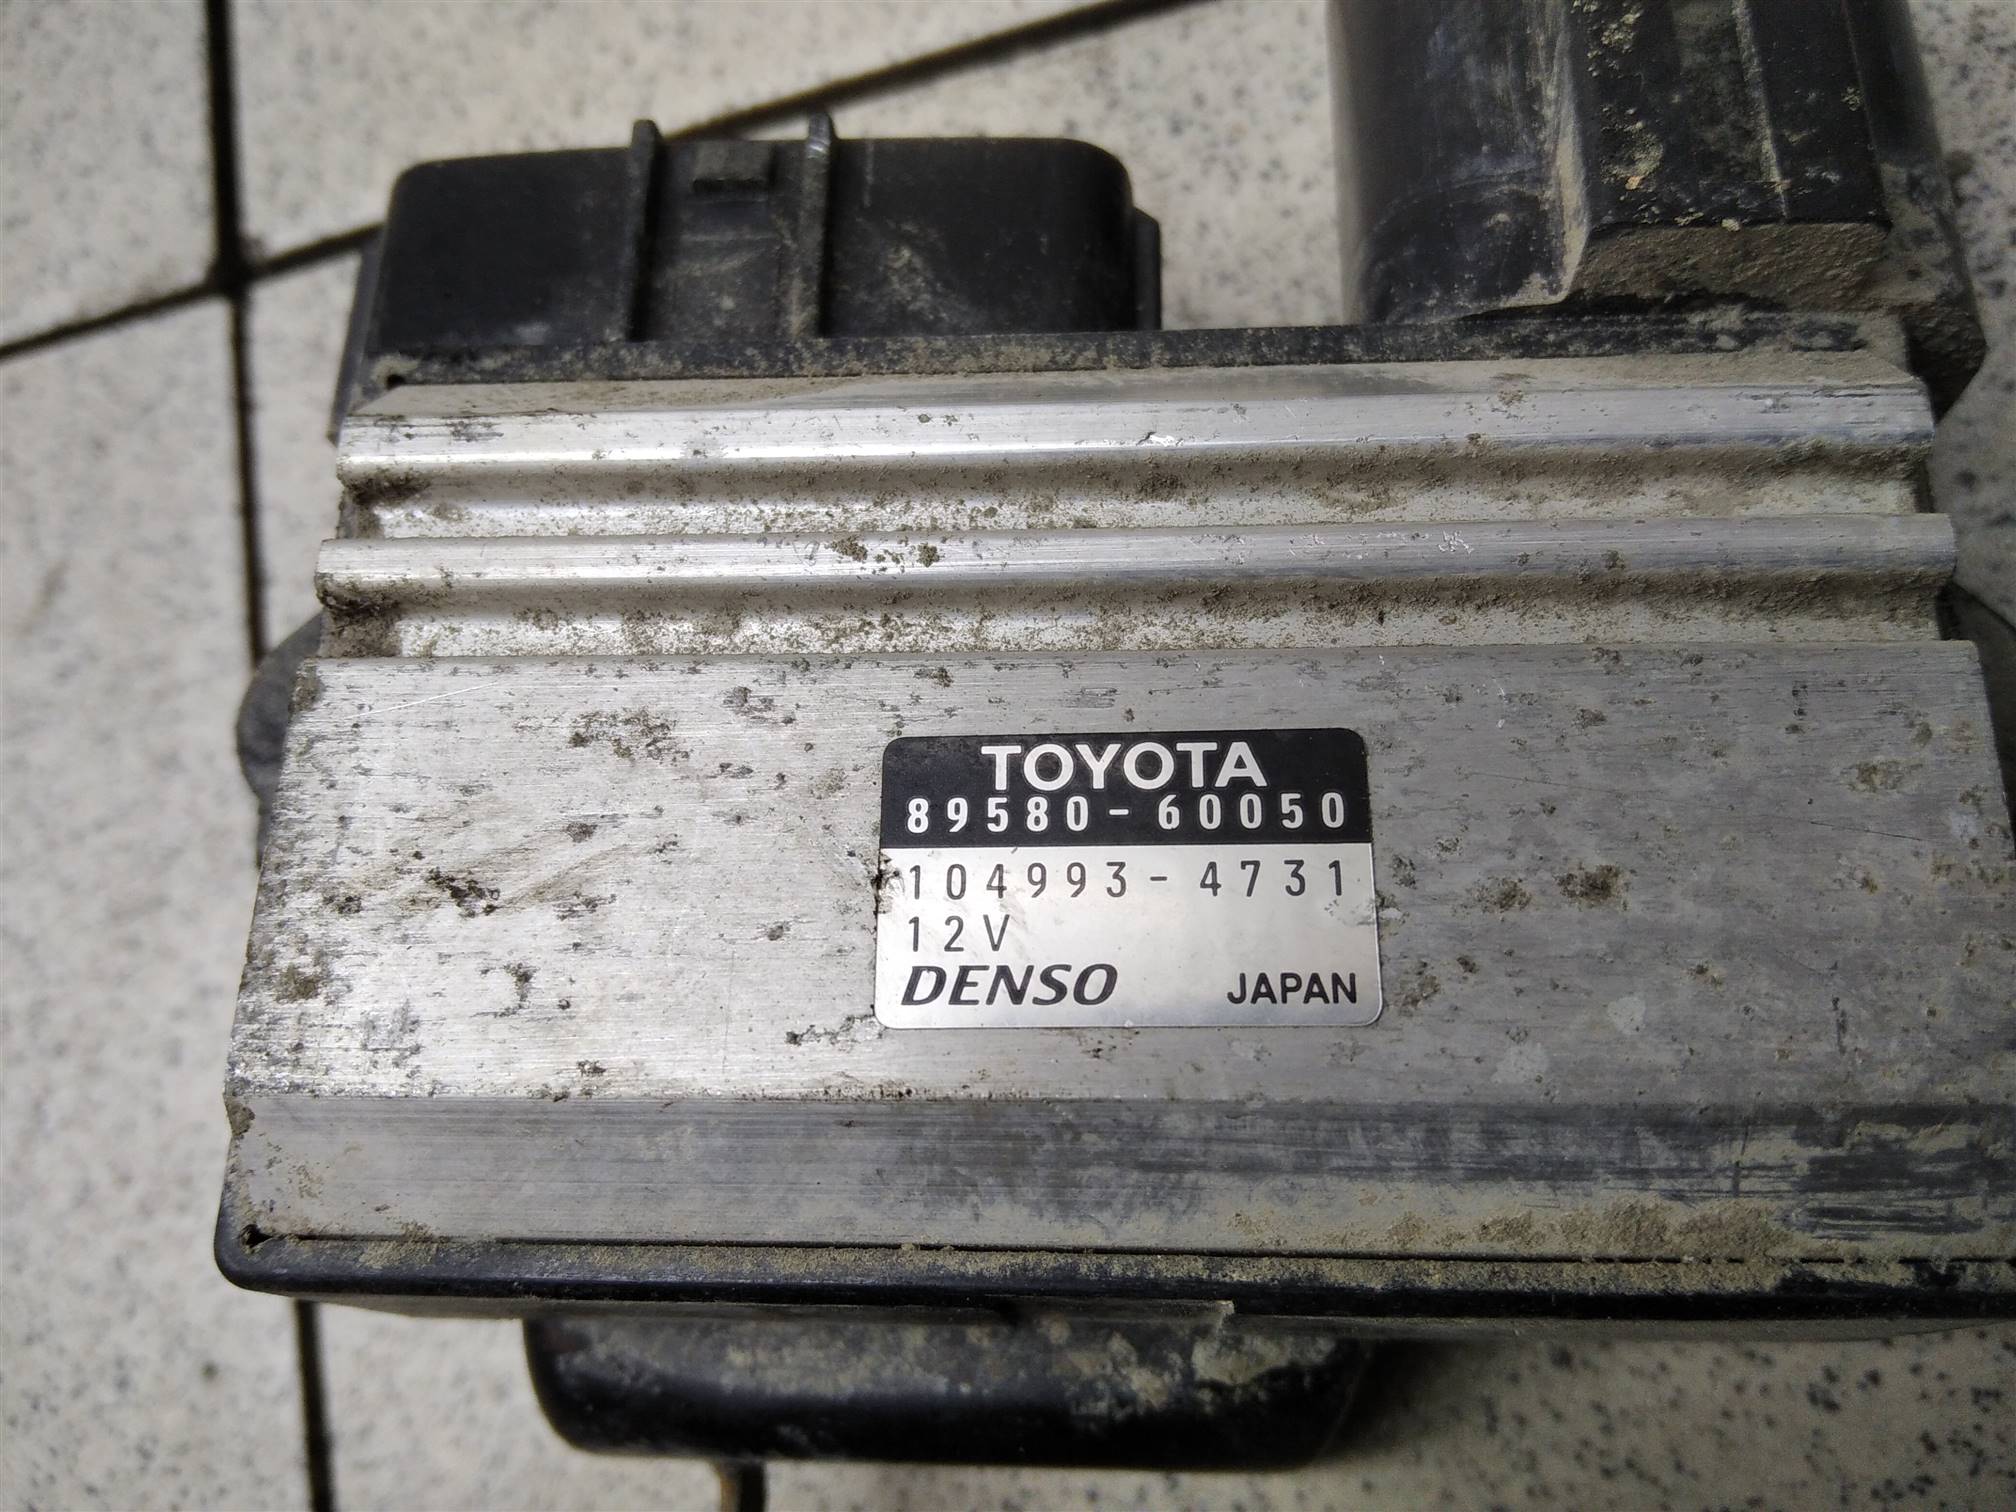 TOYOTA
89580-60050
104993-4731
12V
DENSO JAPAN